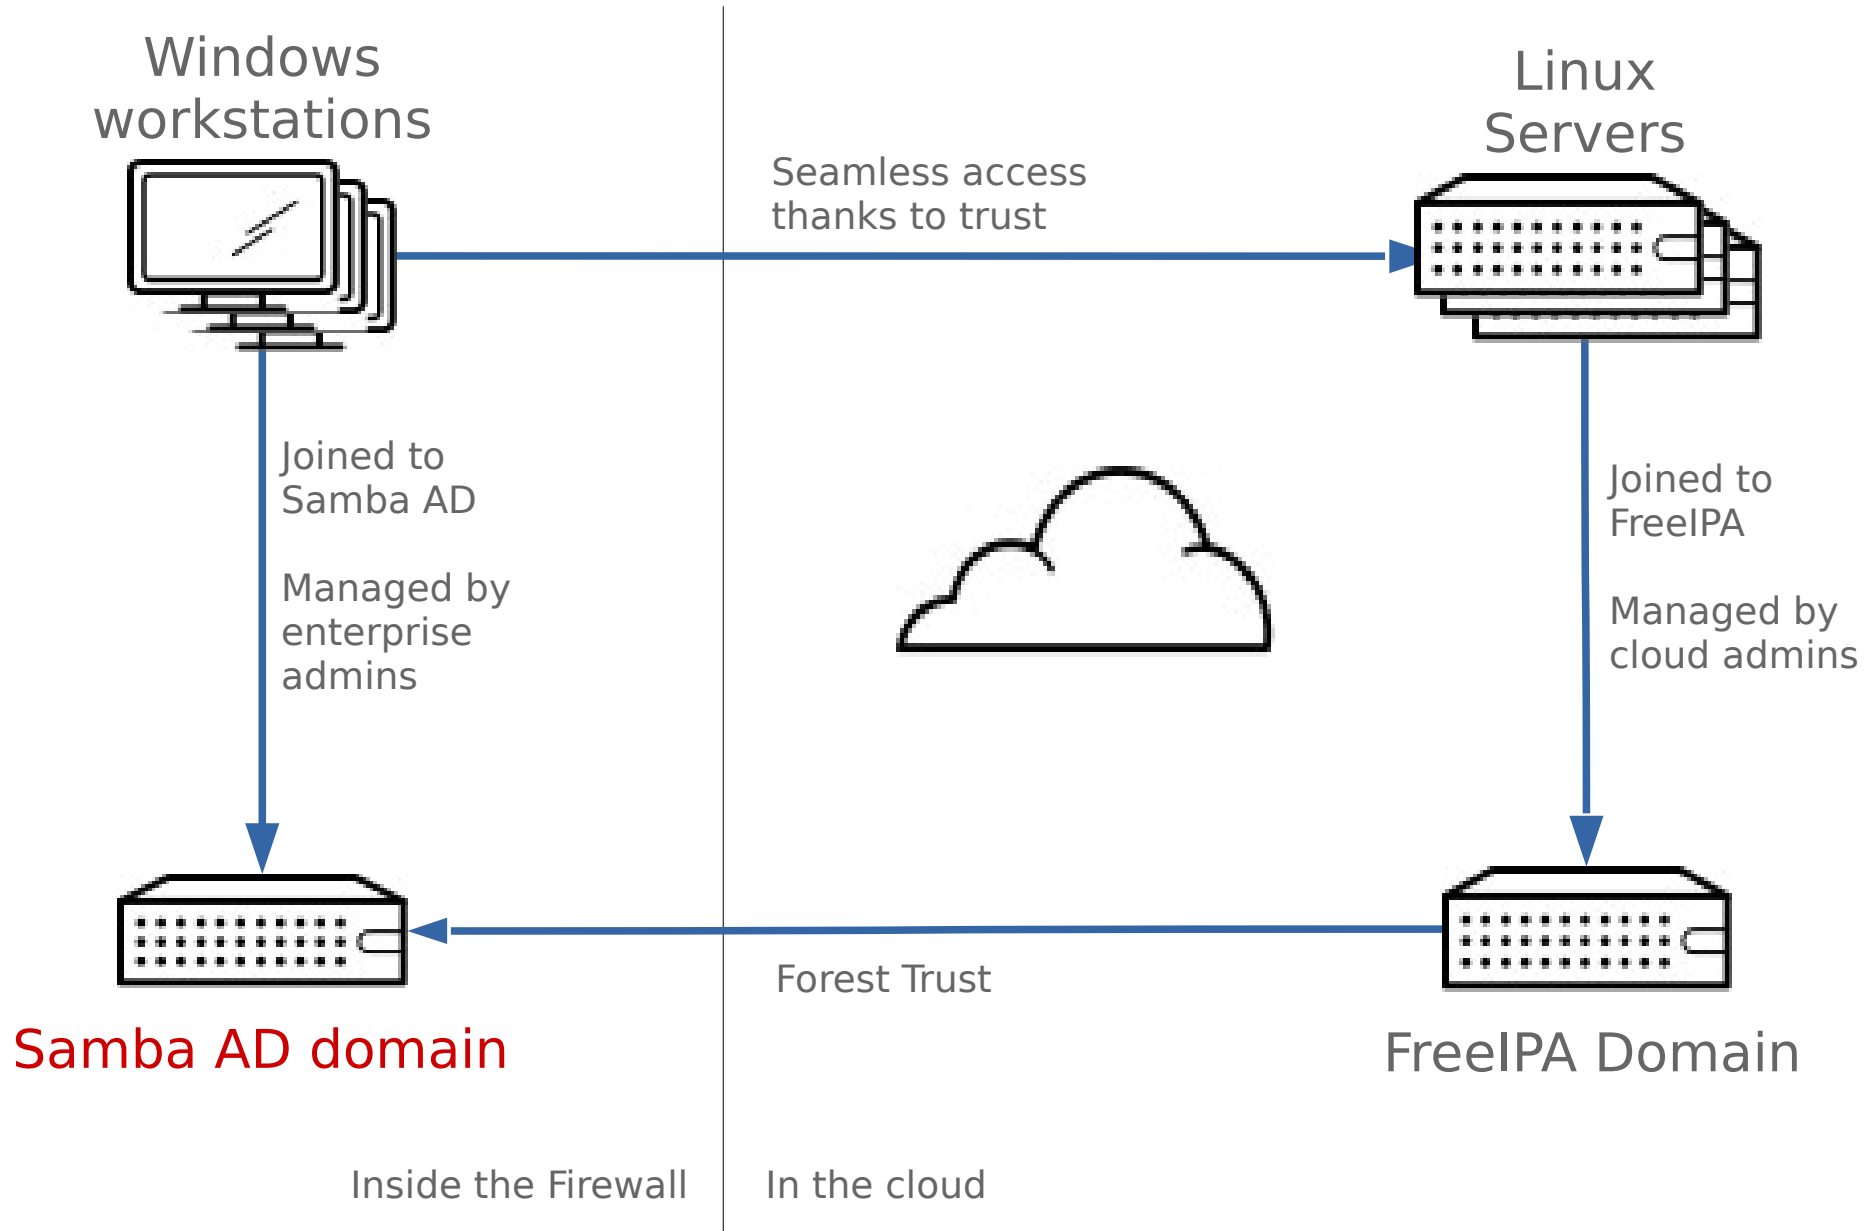 Windows
workstations
Linux
Servers
Seamless access
thanks to trust
Joined to
Samba AD
Managed by
enterprise
admins
Joined to
FreeIPA
Managed by
cloud admins
Forest Trust
Samba AD domain
FreeIPA Domain
Inside the Firewall
In the cloud